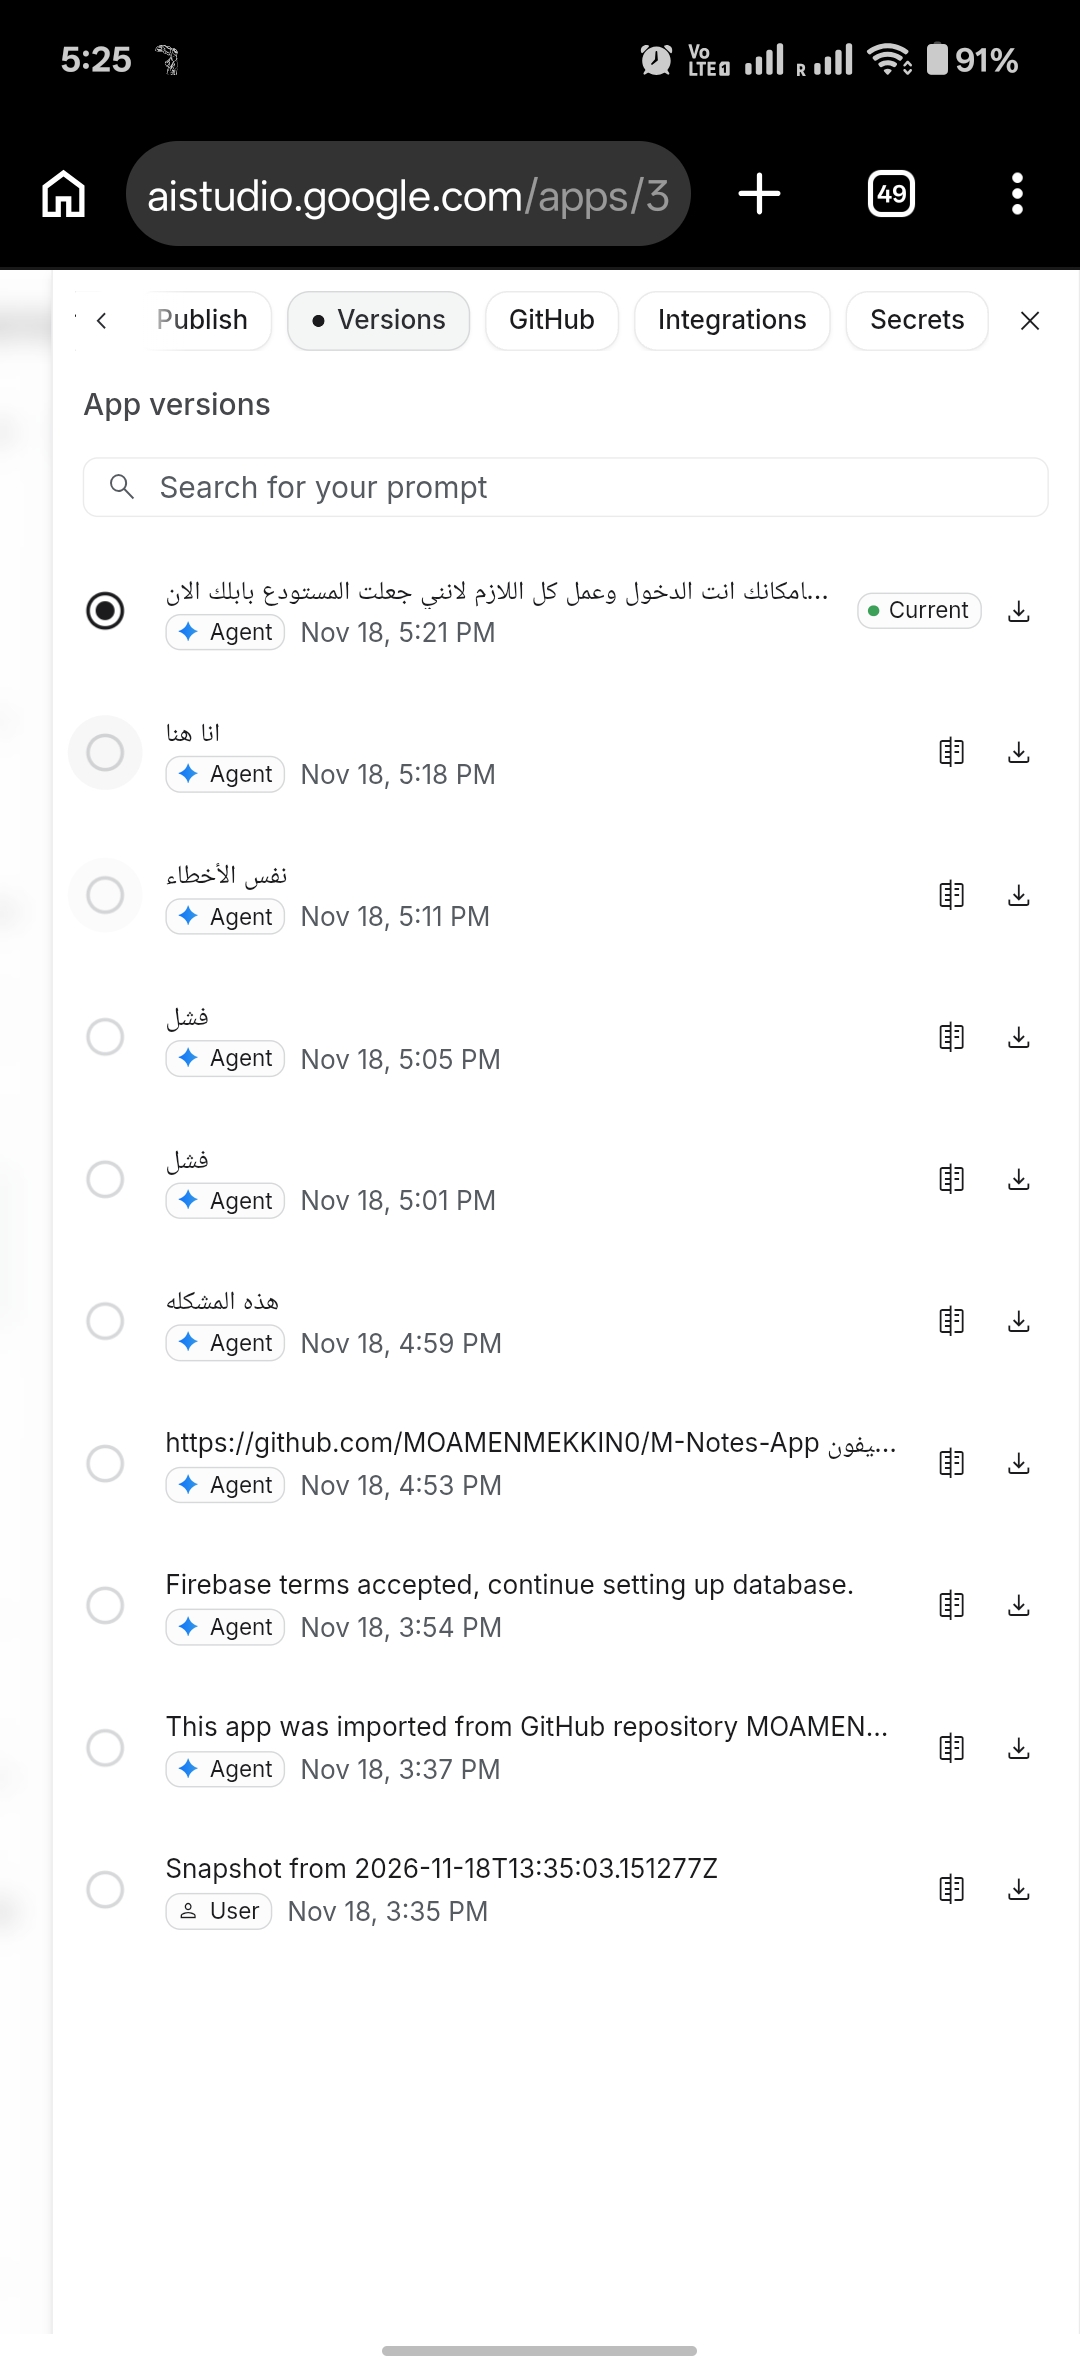 5:25
Vo LTE 1 R 91%
aistudio.google.com/apps/3
49
Publish
Versions
GitHub
Integrations
Secrets
App versions
Search for your prompt
امكانك انت الدخول وعمل كل اللازم لانني جعلت المستودع بابلك الان...
Current
Agent Nov 18, 5:21 PM
انا هنا
Agent Nov 18, 5:18 PM
نفس الأخطاء
Agent Nov 18, 5:11 PM
فشل
Agent Nov 18, 5:05 PM
فشل
Agent Nov 18, 5:01 PM
هذه المشكله
Agent Nov 18, 4:59 PM
https://github.com/MOAMENMEKKIN0/M-Notes-App يفون...
Agent Nov 18, 4:53 PM
Firebase terms accepted, continue setting up database.
Agent Nov 18, 3:54 PM
This app was imported from GitHub repository MOAMEN...
Agent Nov 18, 3:37 PM
Snapshot from 2026-11-18T13:35:03.151277Z
User Nov 18, 3:35 PM